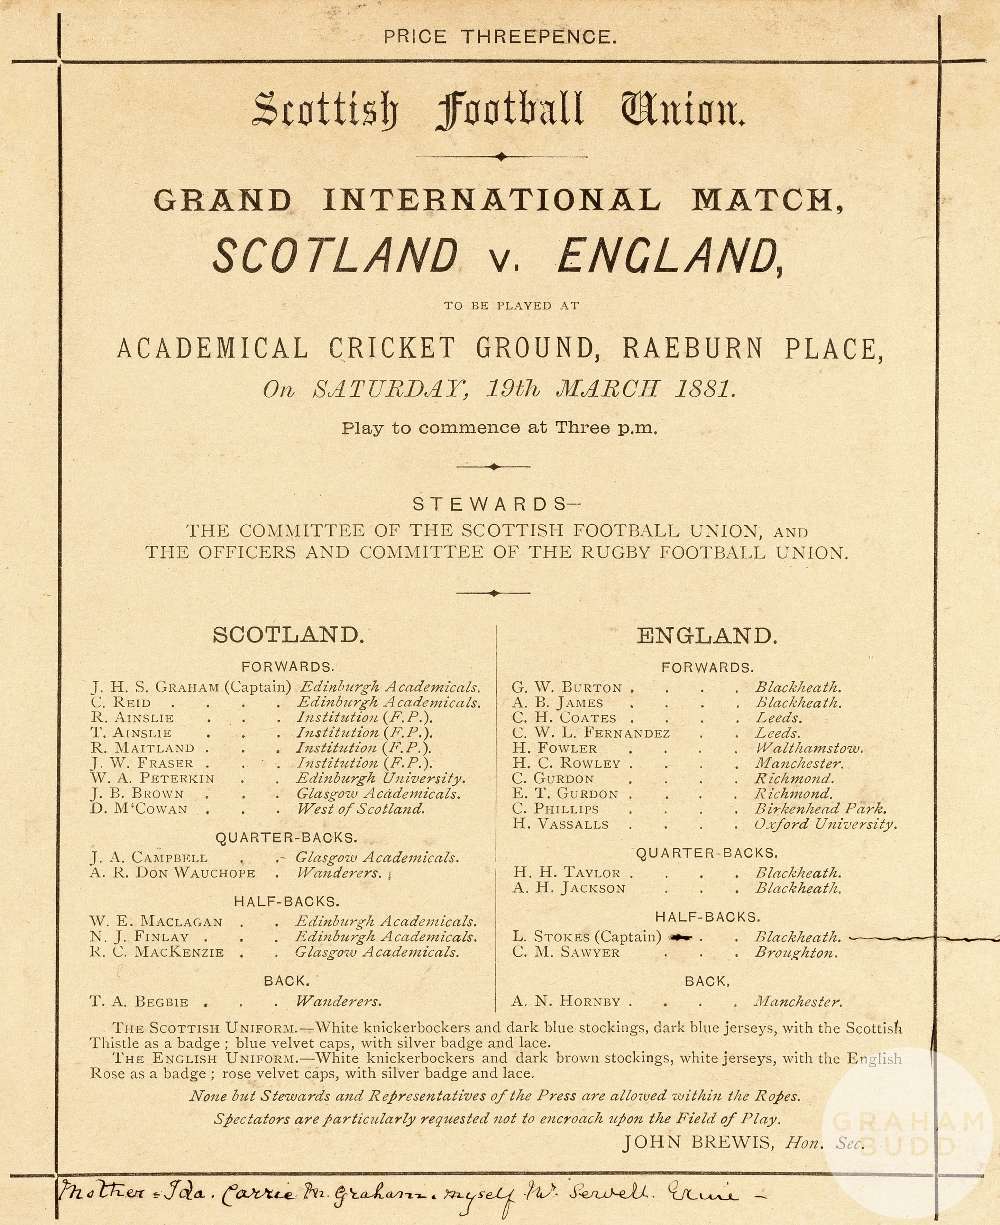 PRICE THREEPENCE.
Scottish Football Union.
GRAND INTERNATIONAL MATCH,
SCOTLAND v. ENGLAND,
TO BE PLAYED AT
ACADEMICAL CRICKET GROUND, RAEBURN PLACE,
On SATURDAY, 19th MARCH 1881.
Play to commence at Three p.m.
STEWARDS—
THE COMMITTEE OF THE SCOTTISH FOOTBALL UNION, AND
THE OFFICERS AND COMMITTEE OF THE RUGBY FOOTBALL UNION.
SCOTLAND.
FORWARDS.
J. H. S. GRAHAM (Captain) Edinburgh Academicals.
C. REID . . . . Edinburgh Academicals.
R. AINSLIE . . . Institution (F.P.).
T. AINSLIE . . . Institution (F.P.).
R. MAITLAND . . . Institution (F.P.).
J. W. FRASER . . . Institution (F.P.).
W. A. PETERKIN . . Edinburgh University.
J. B. BROWN . . . Glasgow Academicals.
D. M‘COWAN . . . West of Scotland.
QUARTER-BACKS.
J. A. CAMPBELL . . Glasgow Academicals.
A. R. DON WAUCHOPE . Wanderers.
HALF-BACKS.
W. E. MACLAGAN . . Edinburgh Academicals.
N. J. FINLAY . . . Edinburgh Academicals.
R. C. MACKENZIE . . Glasgow Academicals.
BACK.
T. A. BEGBIE . . . Wanderers.
ENGLAND.
FORWARDS.
G. W. BURTON . . . . Blackheath.
A. B. JAMES . . . . Blackheath.
C. H. COATES . . . . Leeds.
C. W. L. FERNANDEZ . . Leeds.
H. FOWLER . . . . Walthamstow.
H. C. ROWLEY . . . . Manchester.
C. GURDON . . . . Richmond.
E. T. GURDON . . . . Richmond.
C. PHILLIPS . . . . Birkenhead Park.
H. VASSALLS . . . . Oxford University.
QUARTER-BACKS.
H. H. TAYLOR . . . . Blackheath.
A. H. JACKSON . . . Blackheath.
HALF-BACKS.
L. STOKES (Captain) . . Blackheath.
C. M. SAWYER . . . Broughton.
BACK,
A. N. HORNBY . . . . Manchester.
THE SCOTTISH UNIFORM.—White knickerbockers and dark blue stockings, dark blue jerseys, with the Scottish
Thistle as a badge ; blue velvet caps, with silver badge and lace.
THE ENGLISH UNIFORM.—White knickerbockers and dark brown stockings, white jerseys, with the English
Rose as a badge ; rose velvet caps, with silver badge and lace.
None but Stewards and Representatives of the Press are allowed within the Ropes.
Spectators are particularly requested not to encroach upon the Field of Play.
JOHN BREWIS, Hon. Sec.
GRAHAM
BUDD
Mother - Ida. Carrie M. Graham. myself Mr. Sewell. Ernie -